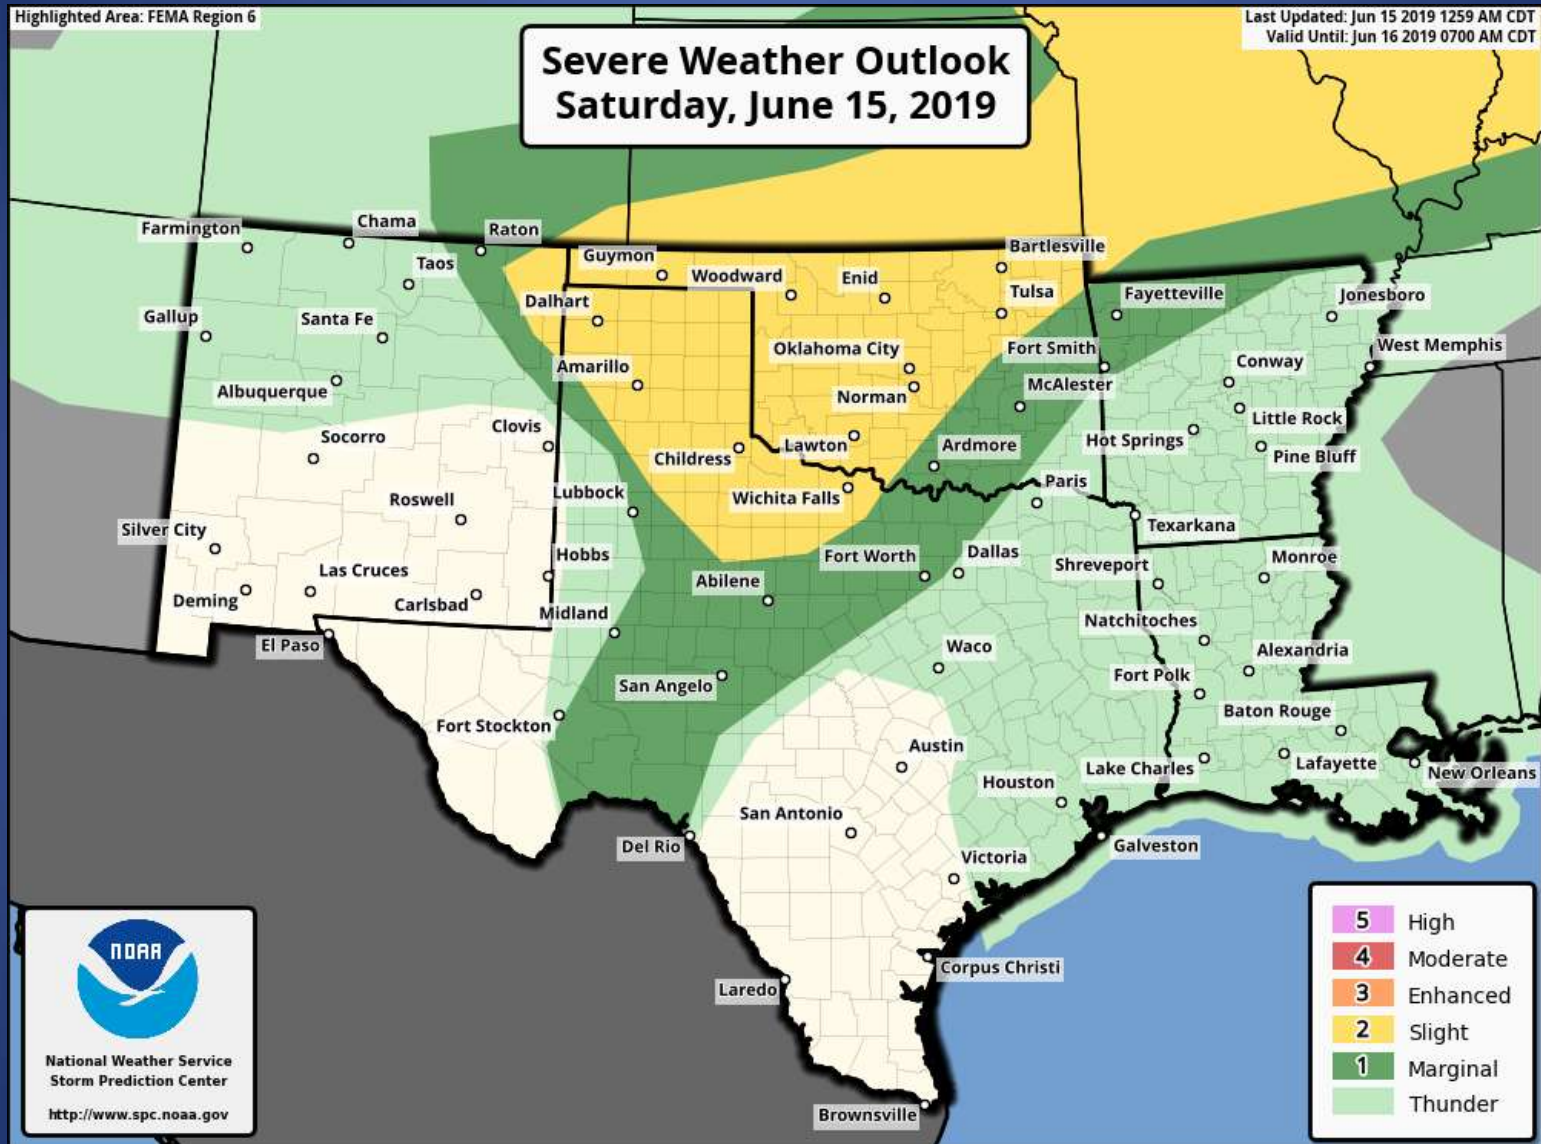 Highlighted Area: FEMA Region 6
Last Updated: Jun 15 2019 1259 AM CDT
Valid Until: Jun 16 2019 0700 AM CDT
Severe Weather Outlook
Saturday, June 15, 2019
Farmington
Chama
Raton
Taos
Guymon
Woodward
Enid
Bartlesville
Tulsa
Dalhart
Gallup
Santa Fe
Fayetteville
Jonesboro
Oklahoma City
Fort Smith
West Memphis
Amarillo
Albuquerque
Norman
McAlester
Conway
Little Rock
Socorro
Clovis
Childress
Lawton
Ardmore
Hot Springs
Pine Bluff
Roswell
Lubbock
Wichita Falls
Paris
Texarkana
Silver City
Las Cruces
Hobbs
Abilene
Fort Worth
Dallas
Shreveport
Monroe
Deming
Carlsbad
Midland
Natchitoches
El Paso
Waco
Alexandria
San Angelo
Fort Polk
Fort Stockton
Baton Rouge
Austin
Houston
Lake Charles
Lafayette
New Orleans
San Antonio
Del Rio
Victoria
Galveston
Corpus Christi
Laredo
Brownsville
NOAA
National Weather Service
Storm Prediction Center
http://www.spc.noaa.gov
5 High
4 Moderate
3 Enhanced
2 Slight
1 Marginal
Thunder